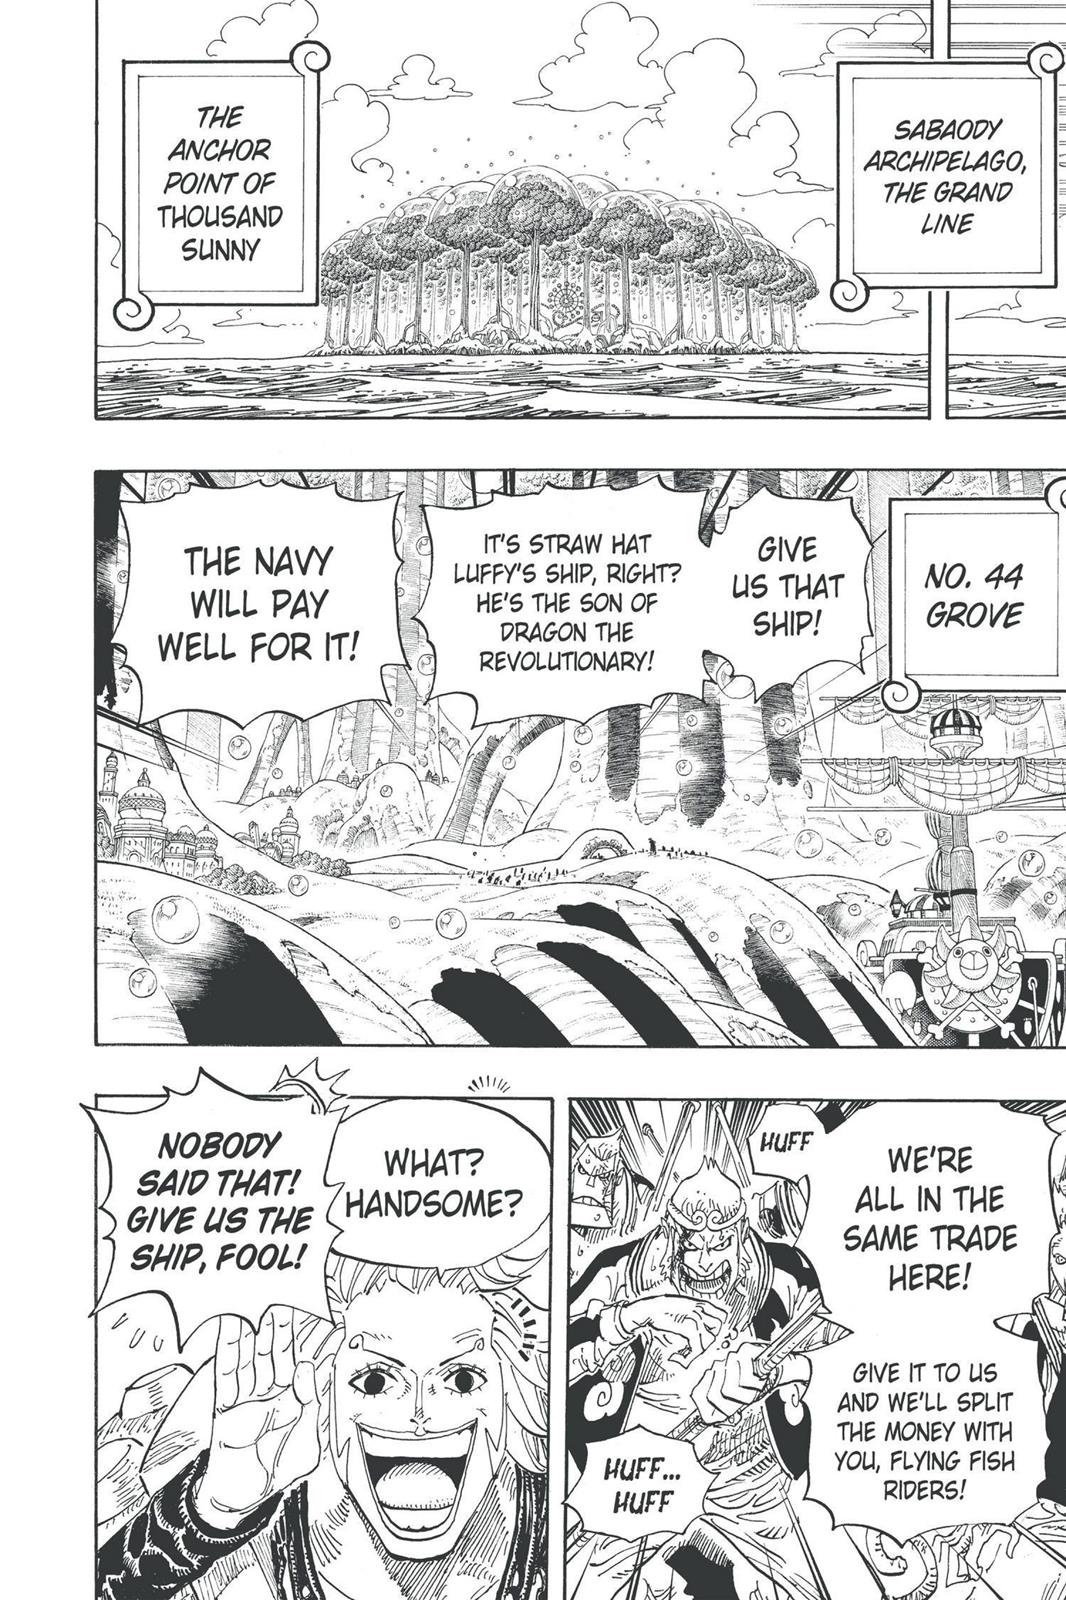 SABAODY
ARCHIPELAGO,
THE GRAND
LINE
THE
ANCHOR
POINT OF
THOUSAND
SUNNY
NO. 44
GROVE
GIVE
US THAT
SHIP!
IT'S STRAW HAT
LUFFY'S SHIP, RIGHT?
HE'S THE SON OF
DRAGON THE
REVOLUTIONARY!
THE NAVY
WILL PAY
WELL FOR IT!
WE'RE
ALL IN THE
SAME TRADE
HERE!
GIVE IT TO US
AND WE'LL SPLIT
THE MONEY WITH
YOU, FLYING FISH
RIDERS!
HUFF
HUFF...
HUFF
WHAT?
HANDSOME?
NOBODY
SAID THAT!
GIVE US THE
SHIP, FOOL!